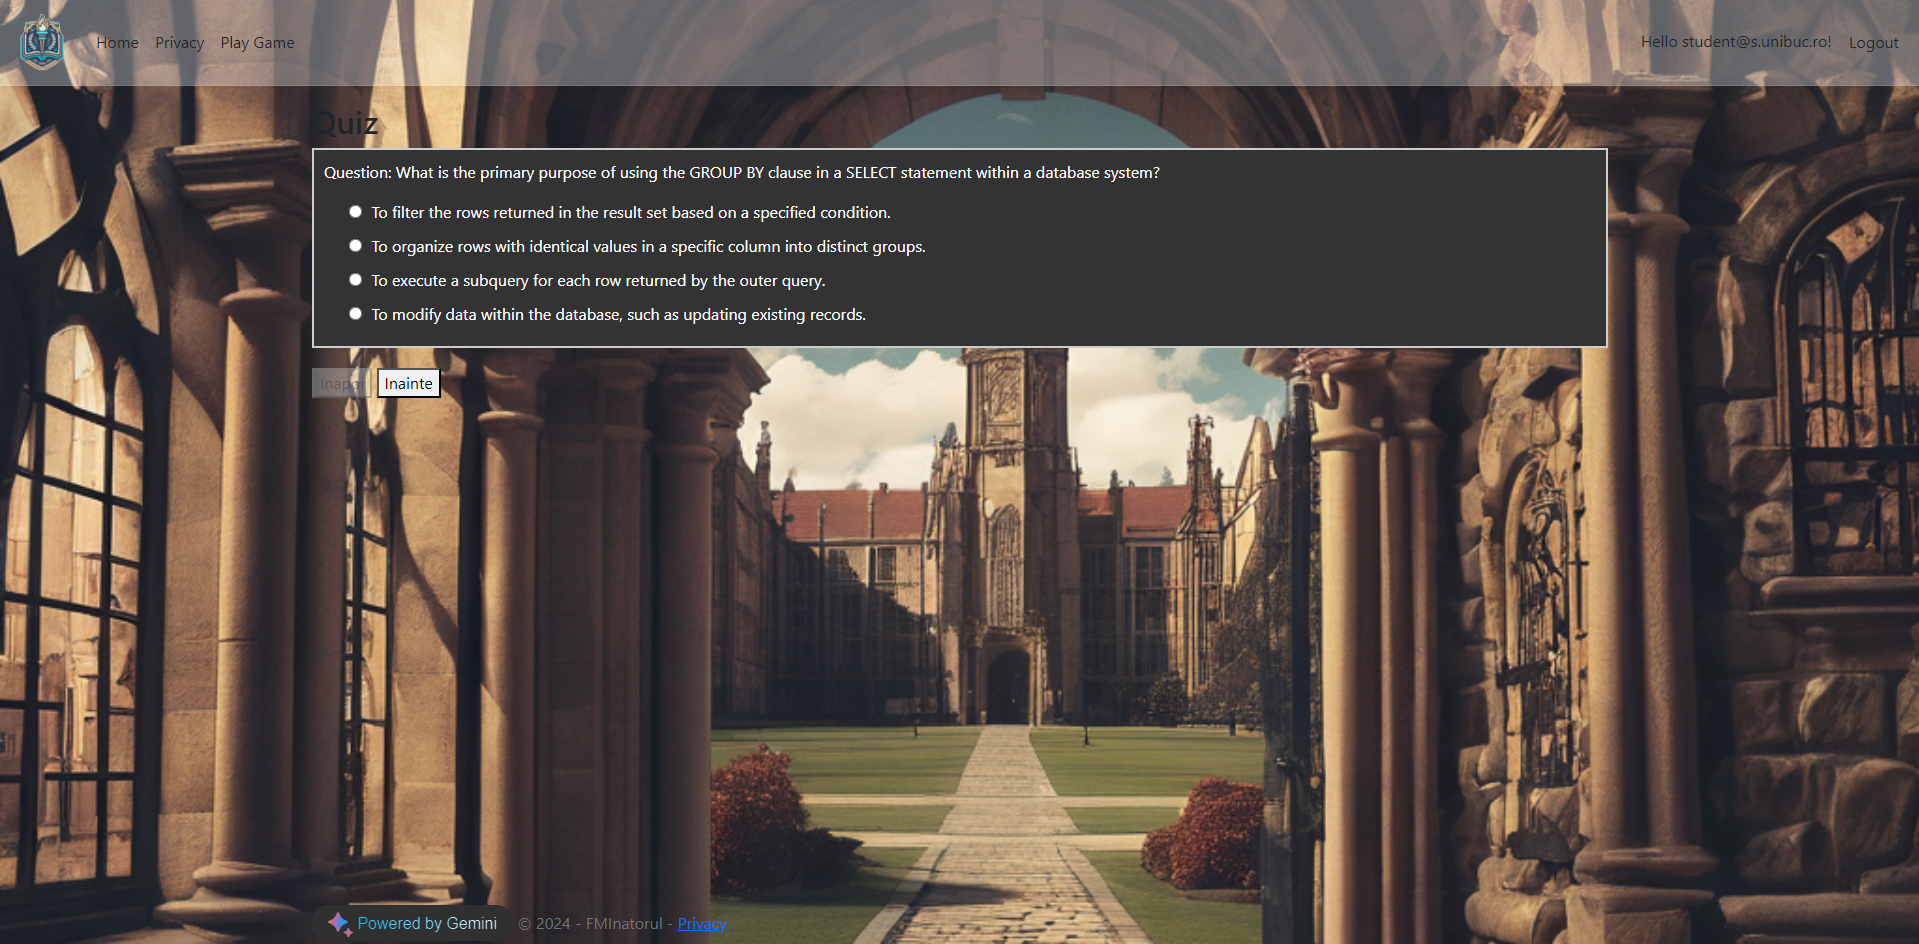 Home Privacy Play Game Hello student@s.unibuc.ro! Logout
Quiz
Question: What is the primary purpose of using the GROUP BY clause in a SELECT statement within a database system?
To filter the rows returned in the result set based on a specified condition.
To organize rows with identical values in a specific column into distinct groups.
To execute a subquery for each row returned by the outer query.
To modify data within the database, such as updating existing records.
Inapoi Inainte
Powered by Gemini © 2024 - FMInatorul - Privacy